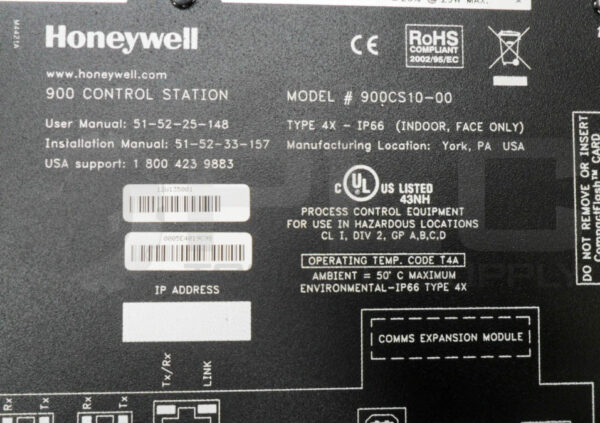 M4421A
Honeywell
www.honeywell.com
900 CONTROL STATION
User Manual: 51-52-25-148
Installation Manual: 51-52-33-157
USA support: 1 800 423 9883
CE
RoHS
COMPLIANT
2002/95/EC
MODEL # 900CS10-00
TYPE 4X - IP66 (INDOOR, FACE ONLY)
Manufacturing Location: York, PA USA
C UL US LISTED
43NH
PROCESS CONTROL EQUIPMENT
FOR USE IN HAZARDOUS LOCATIONS
CL I, DIV 2, GP A,B,C,D
OPERATING TEMP. CODE T4A
AMBIENT = 50° C MAXIMUM
ENVIRONMENTAL-IP66 TYPE 4X
IP ADDRESS
DO NOT REMOVE OR INSERT
CompactFlash™ CARD
COMMS EXPANSION MODULE
Tx/Rx
LINK
Rx
Tx
Rx
Tx